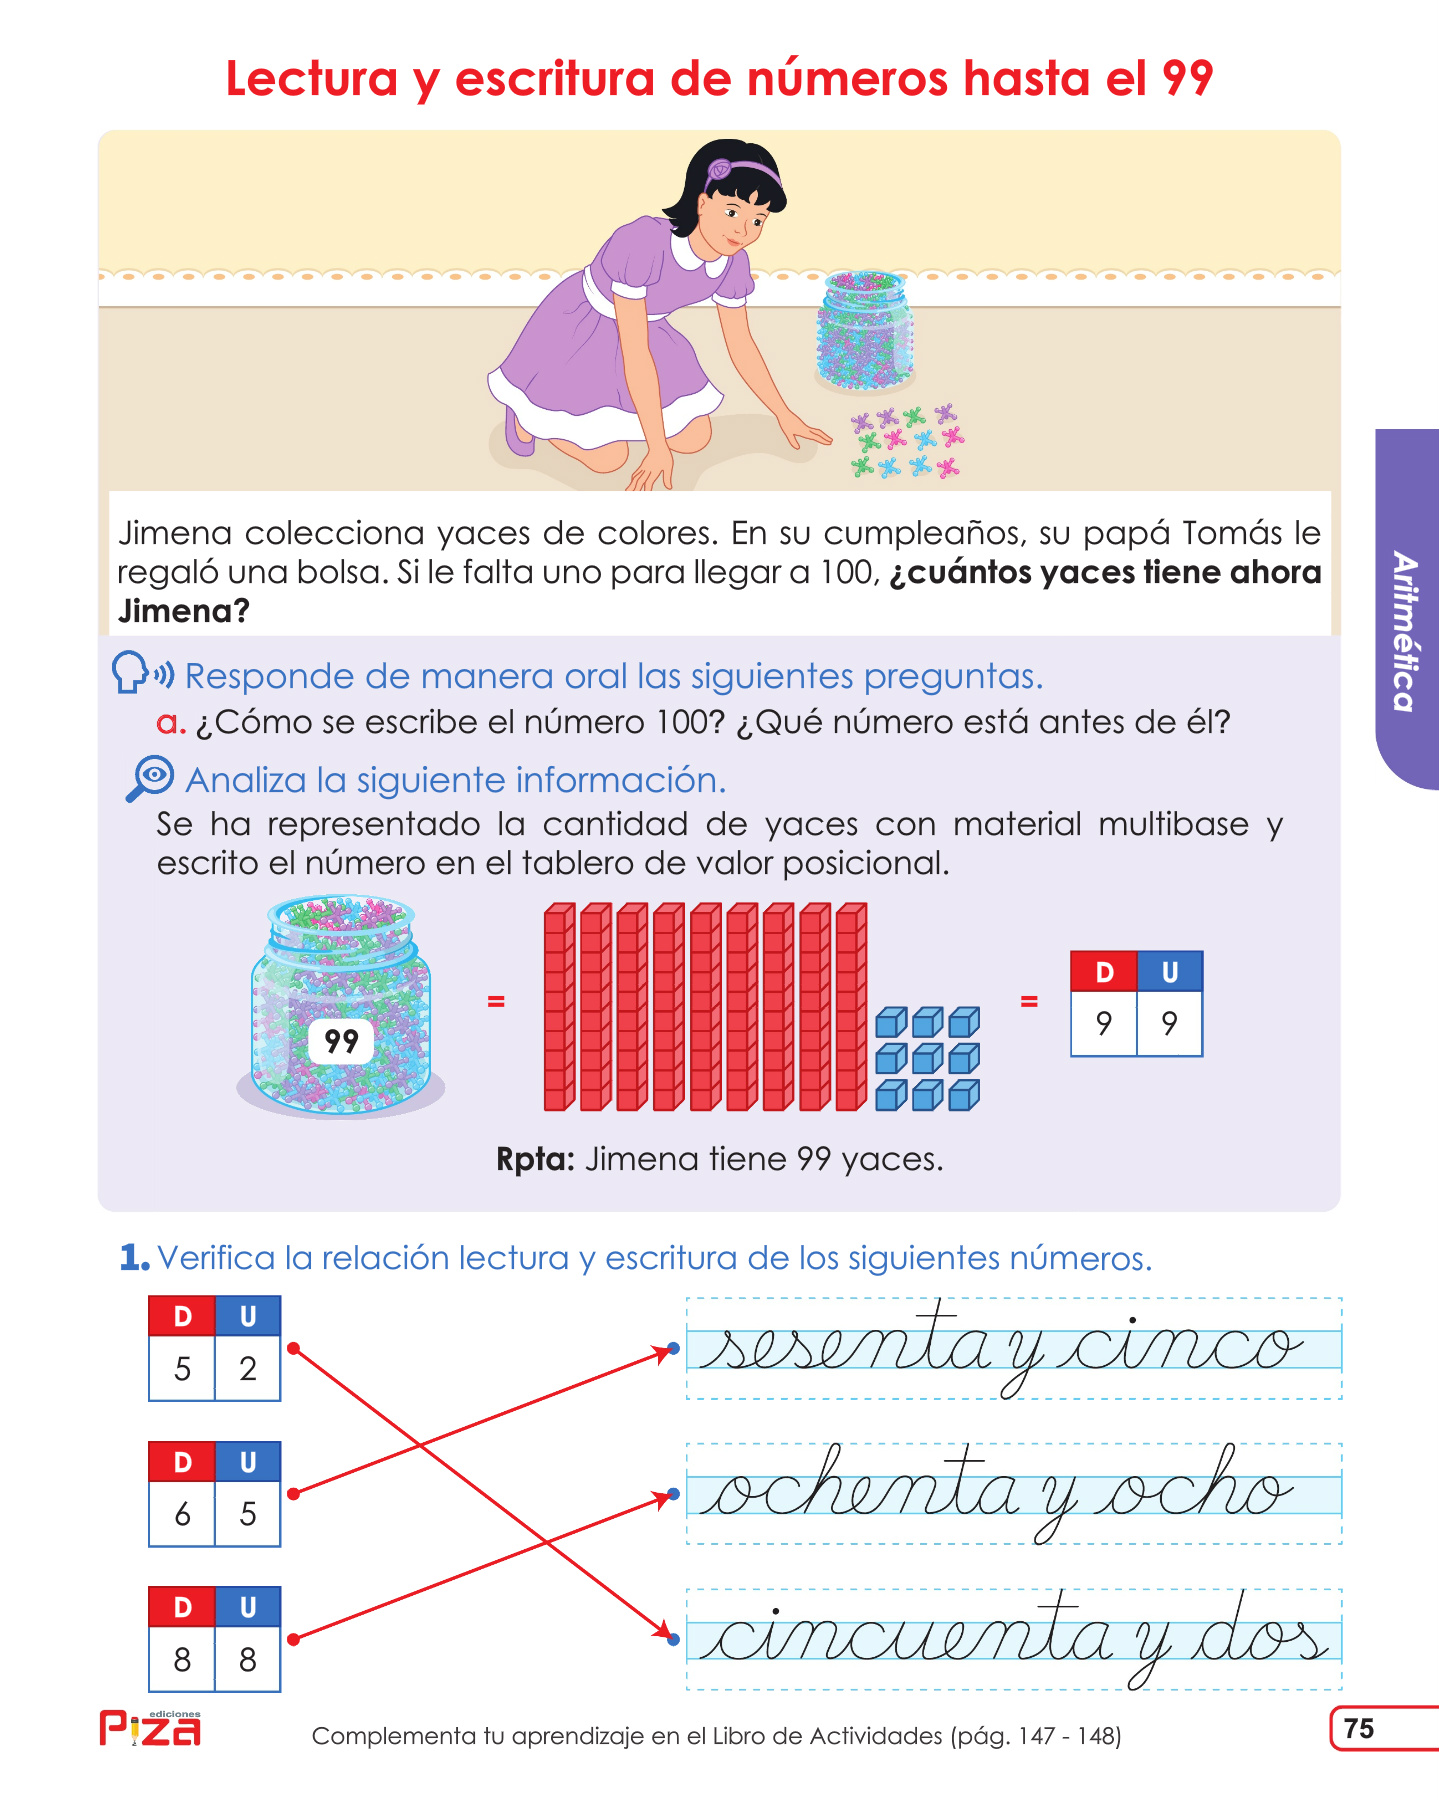 Lectura y escritura de números hasta el 99
Jimena colecciona yaces de colores. En su cumpleaños, su papá Tomás le
regaló una bolsa. Si le falta uno para llegar a 100, ¿cuántos yaces tiene ahora
Jimena?
Aritmética
Responde de manera oral las siguientes preguntas.
a. ¿Cómo se escribe el número 100? ¿Qué número está antes de él?
Analiza la siguiente información.
Se ha representado la cantidad de yaces con material multibase y
escrito el número en el tablero de valor posicional.
99
=
=
D U
9 9
Rpta: Jimena tiene 99 yaces.
1. Verifica la relación lectura y escritura de los siguientes números.
D U
5 2
sesenta y cinco
D U
6 5
ochenta y ocho
D U
8 8
cincuenta y dos
ediciones
Piza
Complementa tu aprendizaje en el Libro de Actividades (pág. 147 - 148)
75